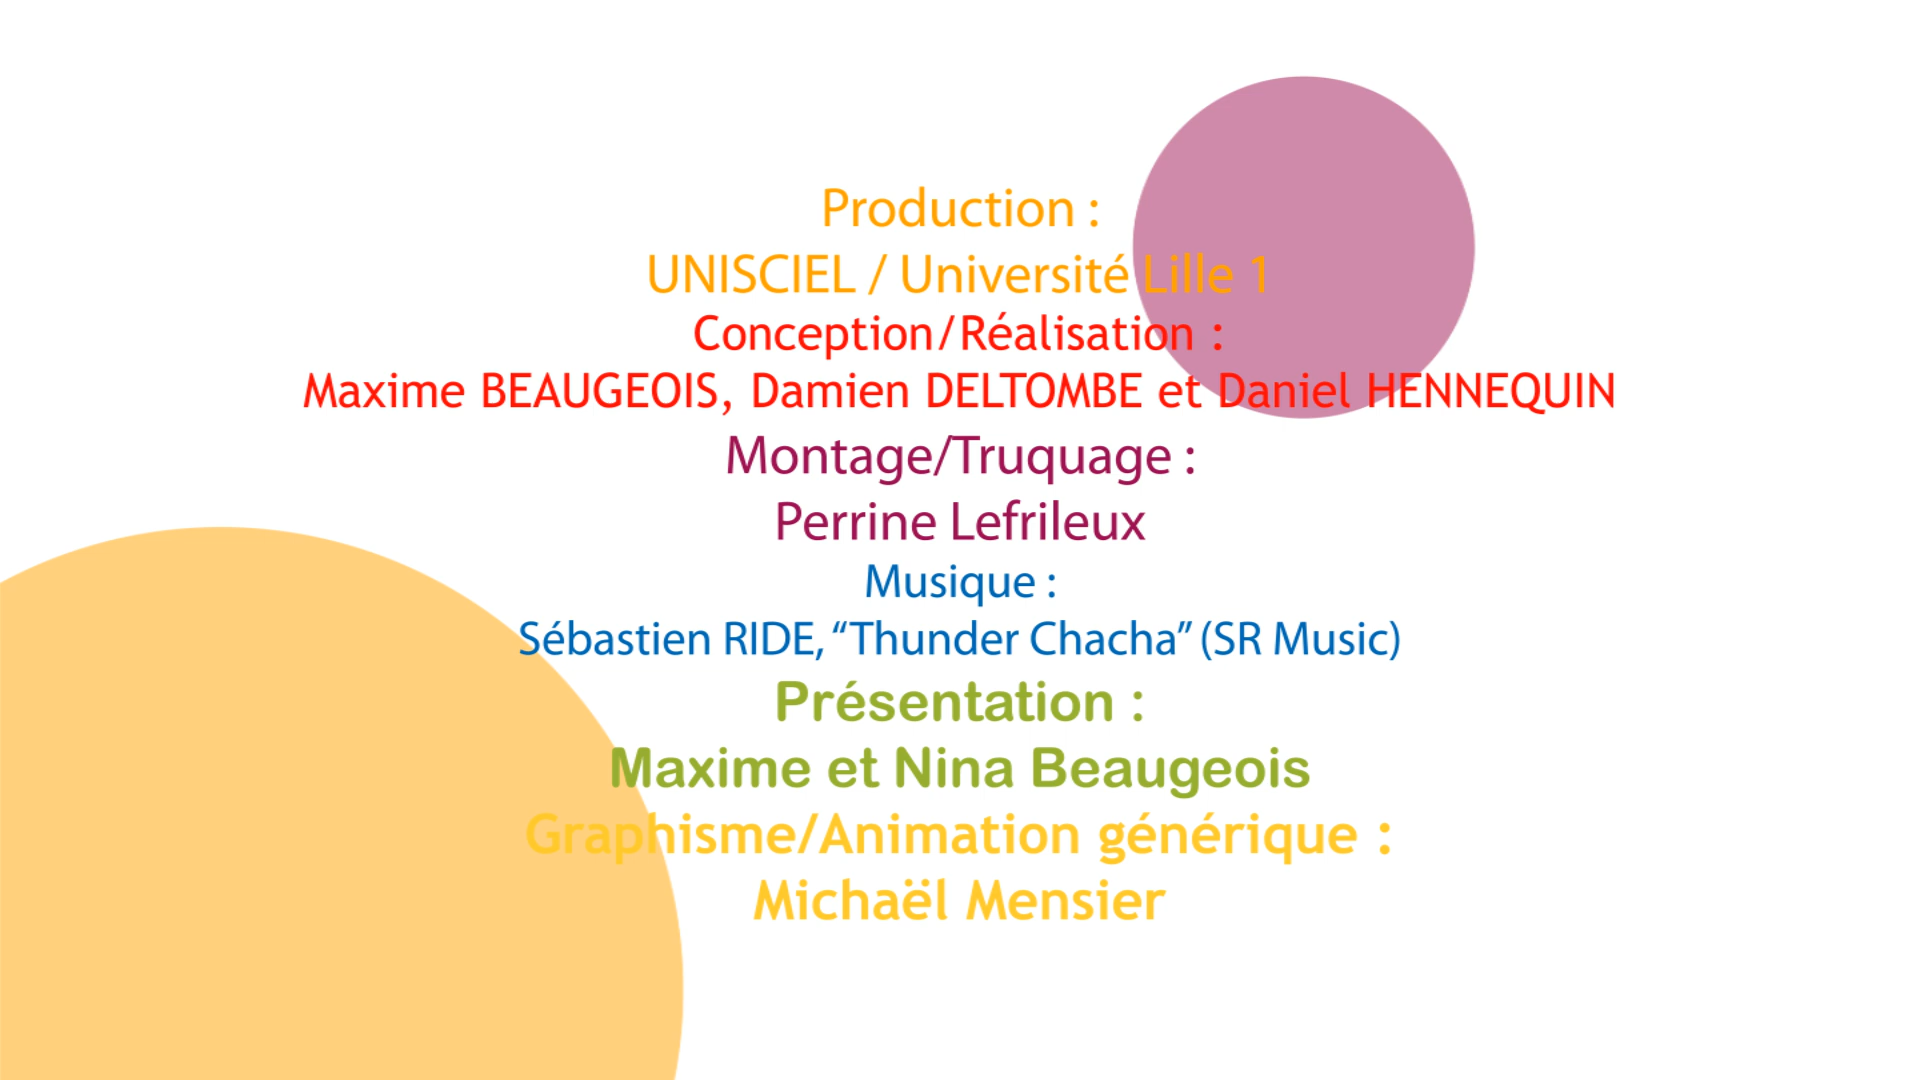 Production :
UNISCIEL / Université Lille 1
Conception/Réalisation :
Maxime BEAUGEOIS, Damien DELTOMBE et Daniel HENNEQUIN
Montage/Truquage :
Perrine Lefrileux
Musique :
Sébastien RIDE, “Thunder Chacha” (SR Music)
Présentation :
Maxime et Nina Beaugeois
Graphisme/Animation générique :
Michaël Mensier